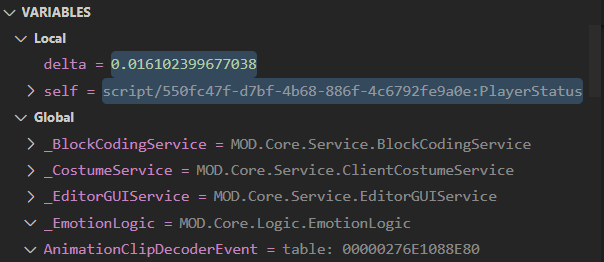 VARIABLES
Local
delta = 0.016102399677038
self = script/550fc47f-d7bf-4b68-886f-4c6792fe9a0e:PlayerStatus
Global
_BlockCodingService = MOD.Core.Service.BlockCodingService
_CostumeService = MOD.Core.Service.ClientCostumeService
_EditorGUIService = MOD.Core.Service.EditorGUIService
_EmotionLogic = MOD.Core.Logic.EmotionLogic
AnimationClipDecoderEvent = table: 00000276E1088E80